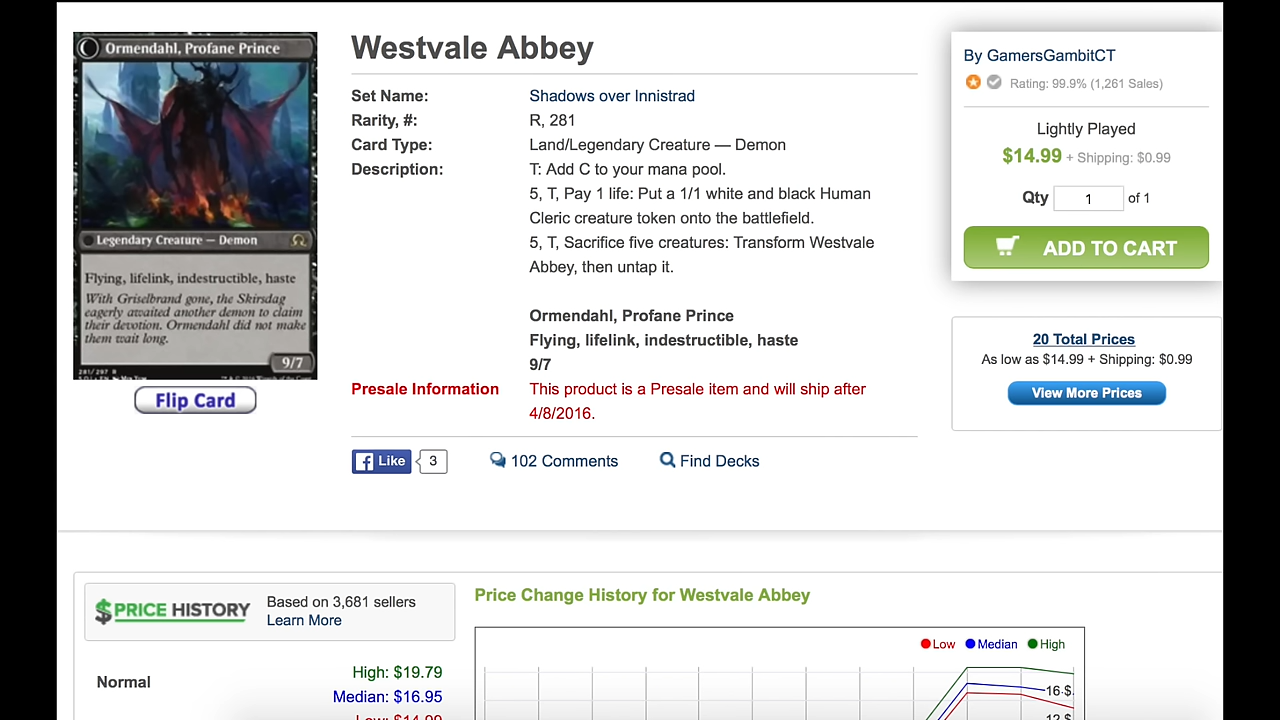 Ormendahl, Profane Prince
Legendary Creature — Demon
Flying, lifelink, indestructible, haste
With Griselbrand gone, the Skirsdag
eagerly awaited another demon to claim
their devotion. Ormendahl did not make
them wait long.
9/7
281/297 R
Flip Card
Westvale Abbey
Set Name: Shadows over Innistrad
Rarity, #: R, 281
Card Type: Land/Legendary Creature — Demon
Description: T: Add C to your mana pool.
5, T, Pay 1 life: Put a 1/1 white and black Human
Cleric creature token onto the battlefield.
5, T, Sacrifice five creatures: Transform Westvale
Abbey, then untap it.
Ormendahl, Profane Prince
Flying, lifelink, indestructible, haste
9/7
Presale Information This product is a Presale item and will ship after
4/8/2016.
Like 3 102 Comments Find Decks
By GamersGambitCT
Rating: 99.9% (1,261 Sales)
Lightly Played
$14.99 + Shipping: $0.99
Qty 1 of 1
ADD TO CART
20 Total Prices
As low as $14.99 + Shipping: $0.99
View More Prices
$PRICE HISTORY
Based on 3,681 sellers
Learn More
Normal
High: $19.79
Median: $16.95
Low: $14.99
Price Change History for Westvale Abbey
Low Median High
16 $
12 $